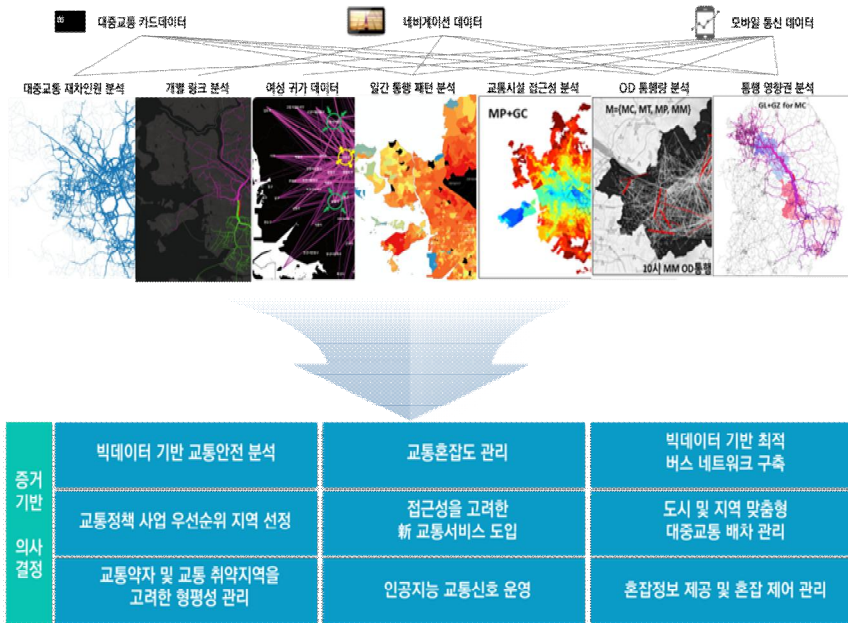 대중교통 카드데이터
네비게이션 데이터
모바일 통신 데이터
대중교통 재차인원 분석
개별 링크 분석
여성 귀가 데이터
일간 통행 패턴 분석
교통시설 접근성 분석
OD 통행량 분석
통행 영향권 분석
MP+GC
M={MC, MT, MP, MM}
GL+GZ for MC
10시 MM OD통행
증거
기반
의사
결정
빅데이터 기반 교통안전 분석
교통혼잡도 관리
빅데이터 기반 최적
버스 네트워크 구축
교통정책 사업 우선순위 지역 선정
접근성을 고려한
新 교통서비스 도입
도시 및 지역 맞춤형
대중교통 배차 관리
교통약자 및 교통 취약지역을
고려한 형평성 관리
인공지능 교통신호 운영
혼잡정보 제공 및 혼잡 제어 관리